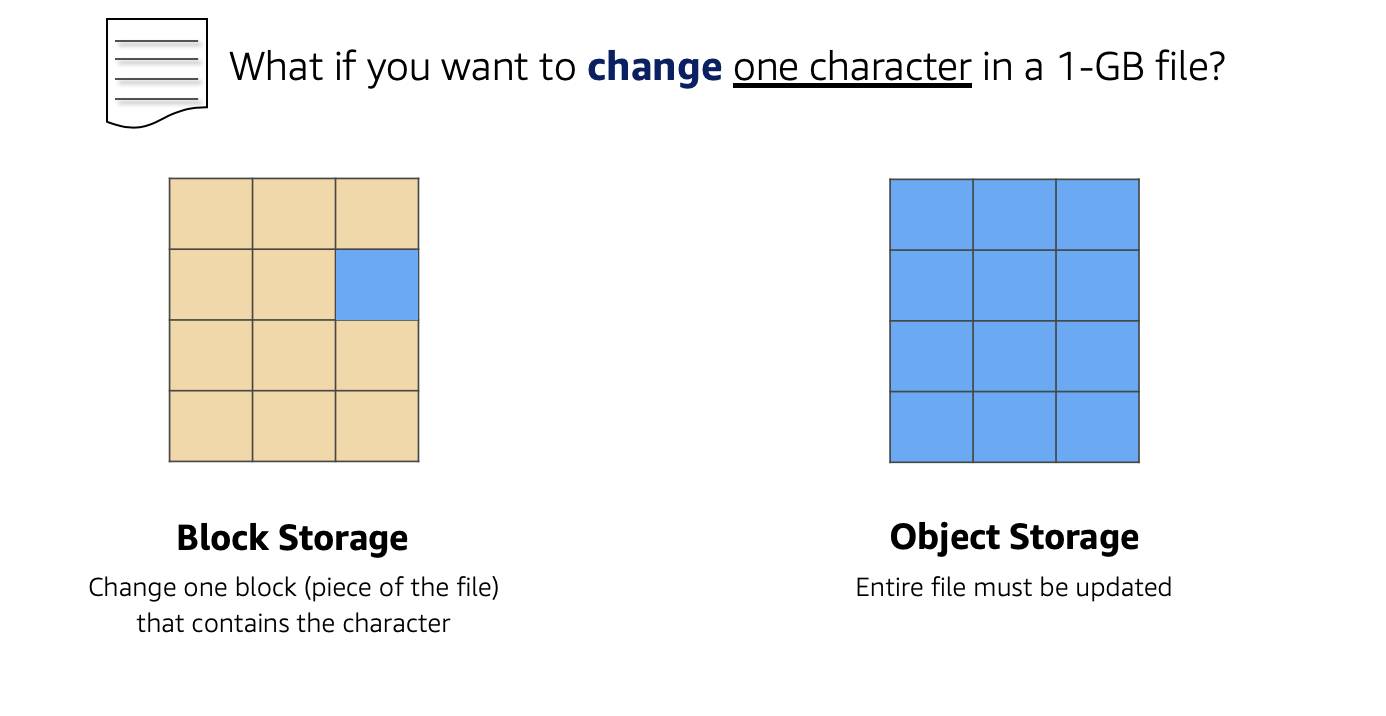 What if you want to change one character in a 1-GB file?
Block Storage
Change one block (piece of the file)
that contains the character
Object Storage
Entire file must be updated